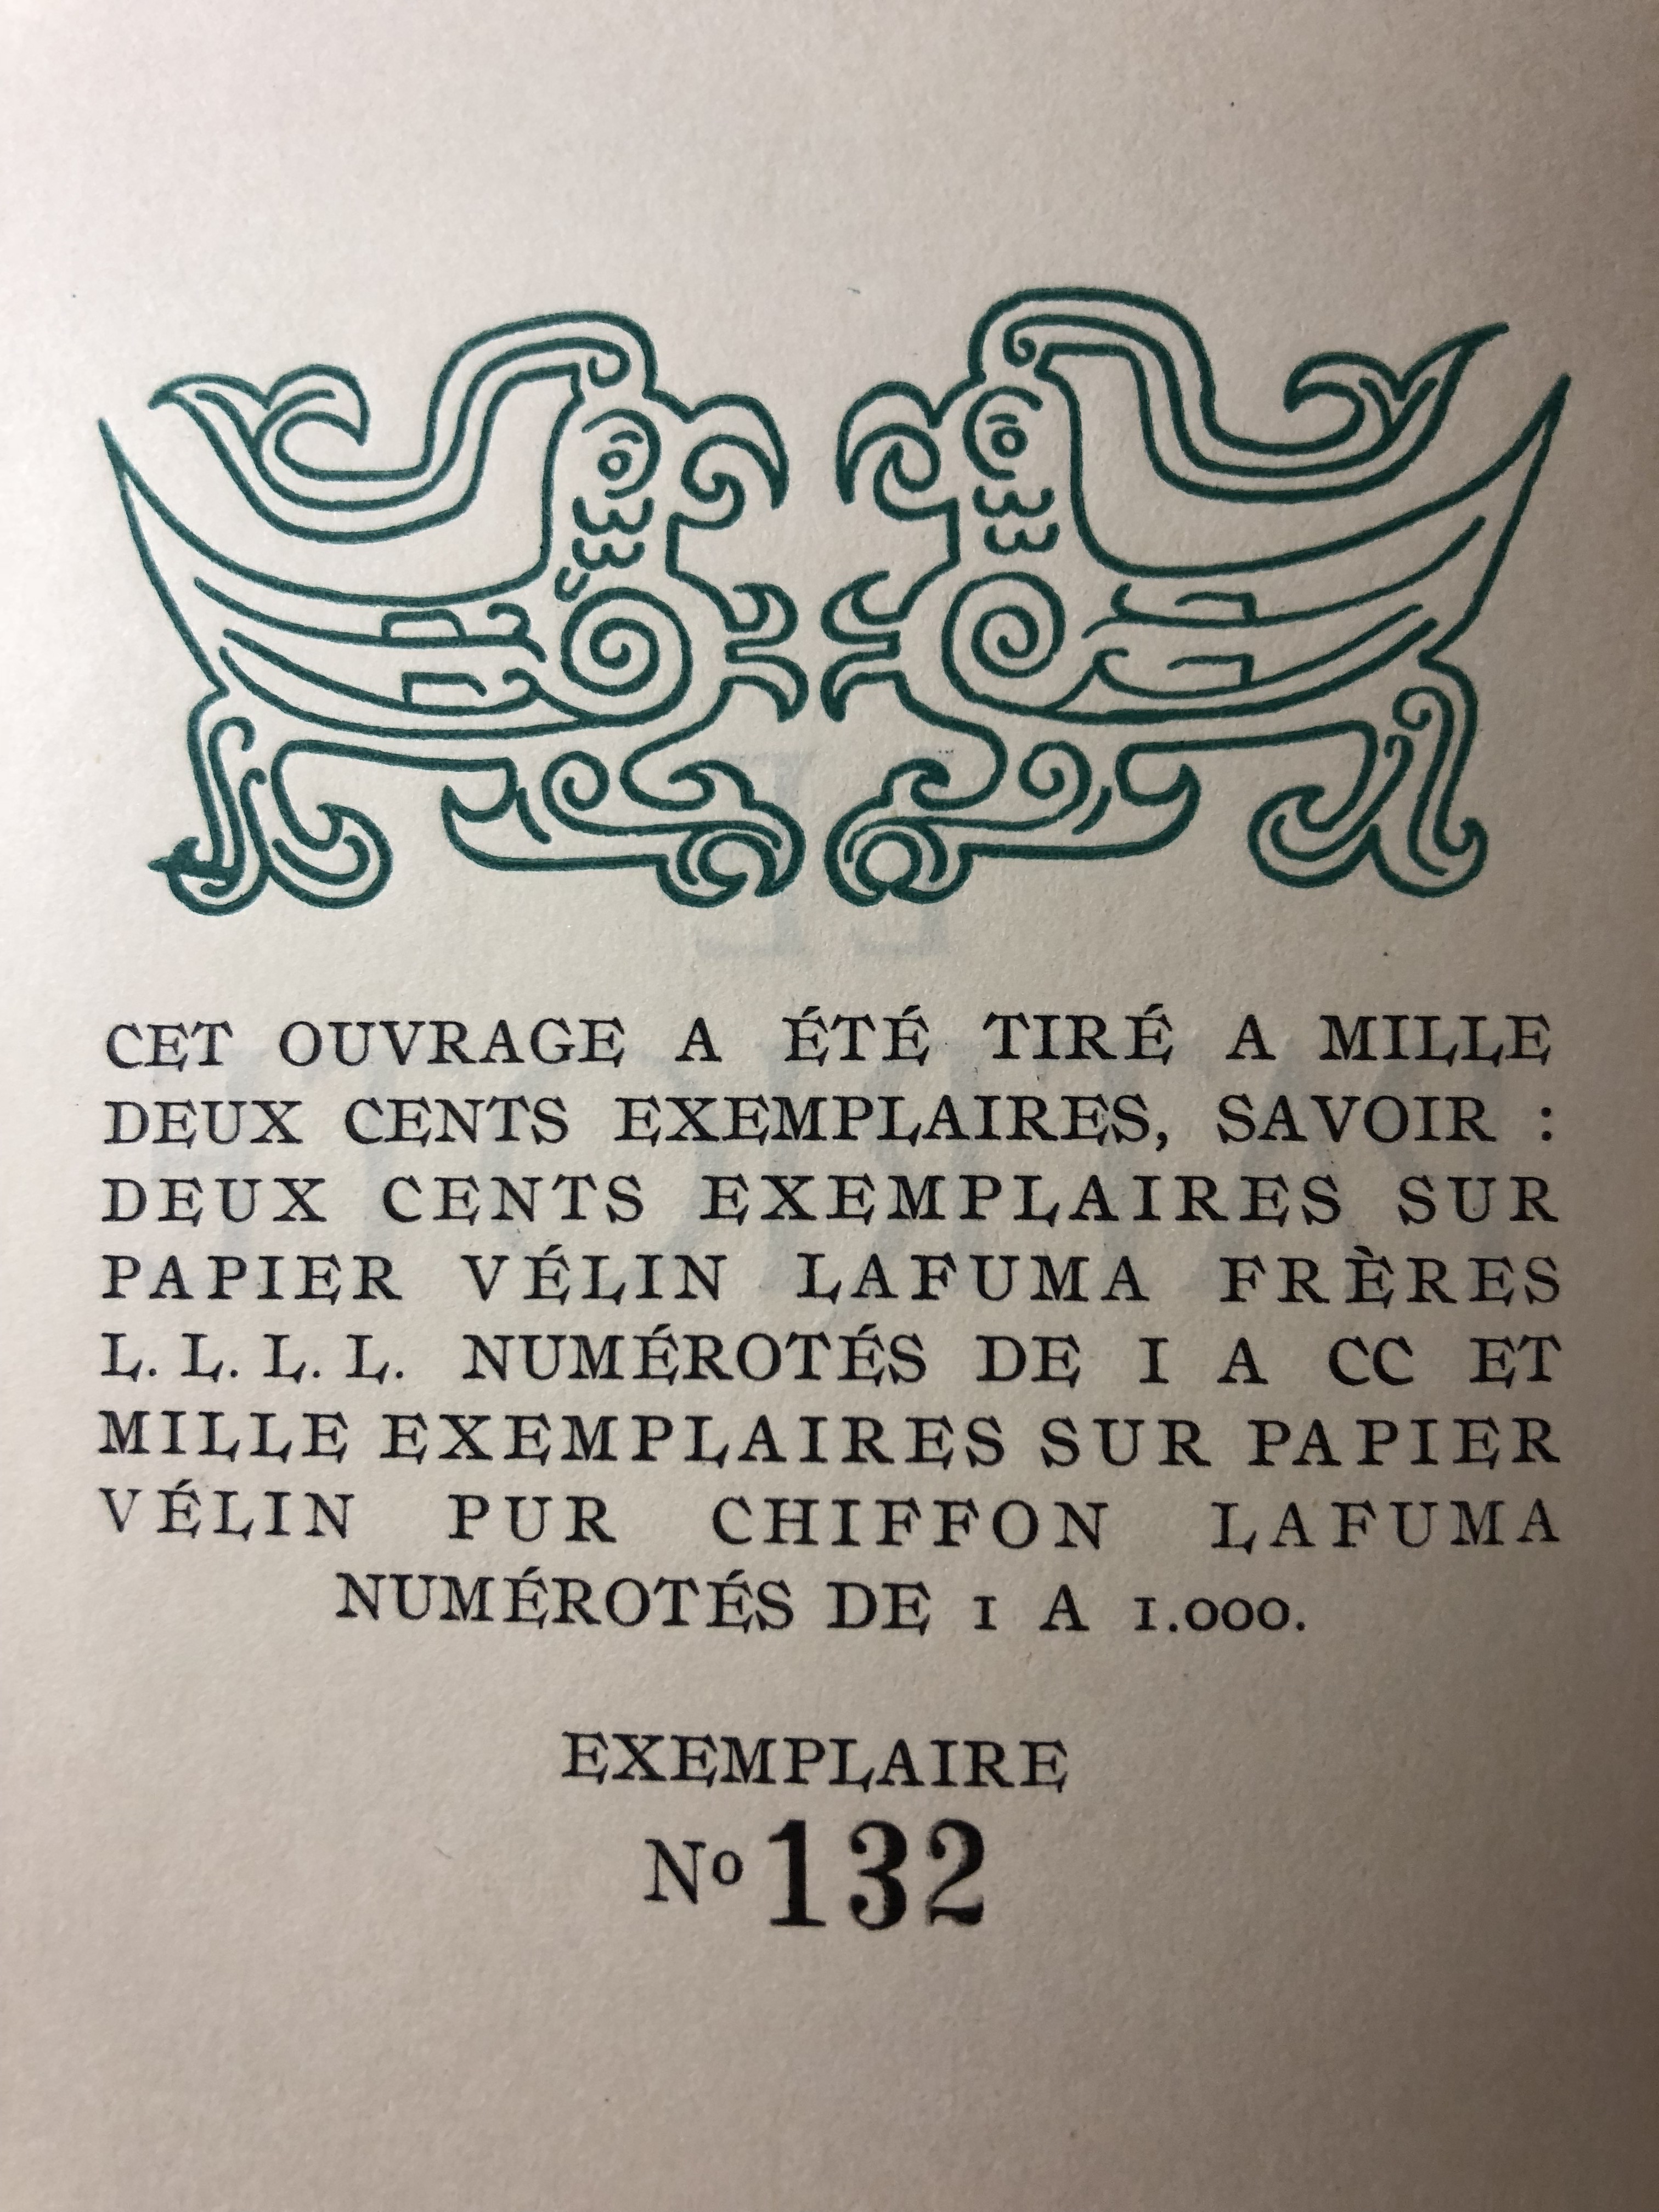 CET OUVRAGE A ÉTÉ TIRÉ A MILLE
DEUX CENTS EXEMPLAIRES, SAVOIR :
DEUX CENTS EXEMPLAIRES SUR
PAPIER VÉLIN LAFUMA FRÈRES
L. L. L. L. NUMÉROTÉS DE I A CC ET
MILLE EXEMPLAIRES SUR PAPIER
VÉLIN PUR CHIFFON LAFUMA
NUMÉROTÉS DE 1 A 1.000.
EXEMPLAIRE
Nº 132